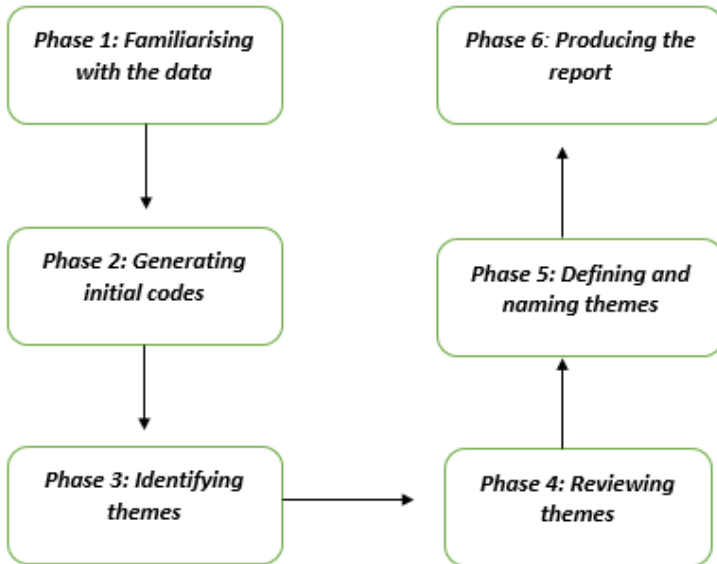 Phase 1: Familiarising
with the data
Phase 2: Generating
initial codes
Phase 3: Identifying
themes
Phase 4: Reviewing
themes
Phase 5: Defining and
naming themes
Phase 6: Producing the
report